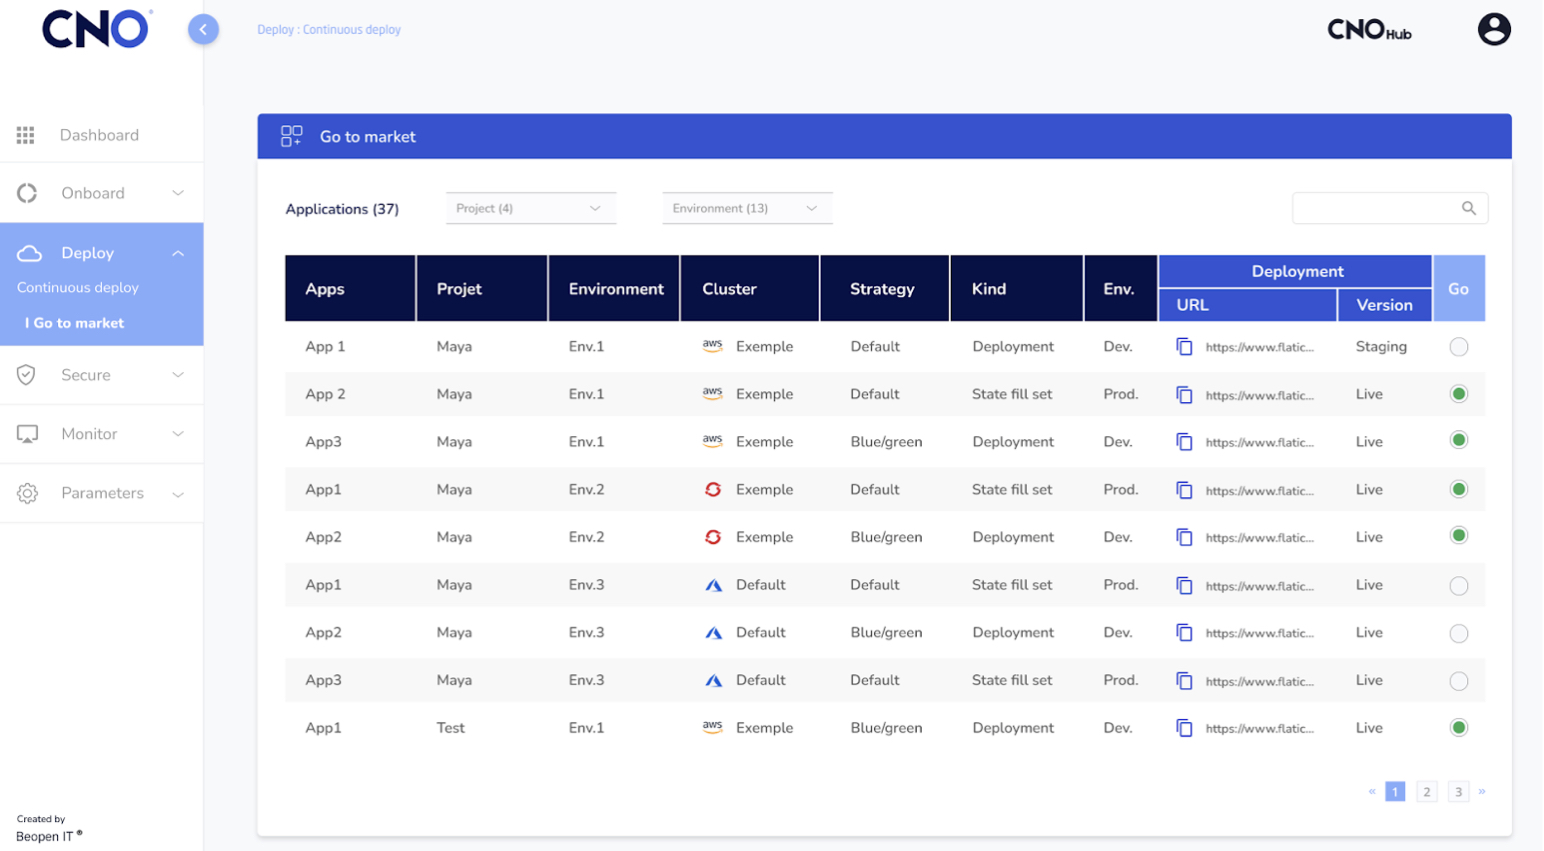 CNO
Deploy : Continuous deploy
CNO Hub
Dashboard
Onboard
Deploy
Continuous deploy
I Go to market
Secure
Monitor
Parameters
Created by
Beopen IT ®
Go to market
Applications (37)
Project (4)
Environment (13)
Apps Projet Environment Cluster Strategy Kind Env. Deployment Go
URL Version
App 1 Maya Env.1 aws Exemple Default Deployment Dev. https://www.flatic... Staging
App 2 Maya Env.1 aws Exemple Default State fill set Prod. https://www.flatic... Live
App3 Maya Env.1 aws Exemple Blue/green Deployment Dev. https://www.flatic... Live
App1 Maya Env.2 Exemple Default State fill set Prod. https://www.flatic... Live
App2 Maya Env.2 Exemple Blue/green Deployment Dev. https://www.flatic... Live
App1 Maya Env.3 Default Default State fill set Prod. https://www.flatic... Live
App2 Maya Env.3 Default Blue/green Deployment Dev. https://www.flatic... Live
App3 Maya Env.3 Default Default State fill set Prod. https://www.flatic... Live
App1 Test Env.1 aws Exemple Blue/green Deployment Dev. https://www.flatic... Live
« 1 2 3 »